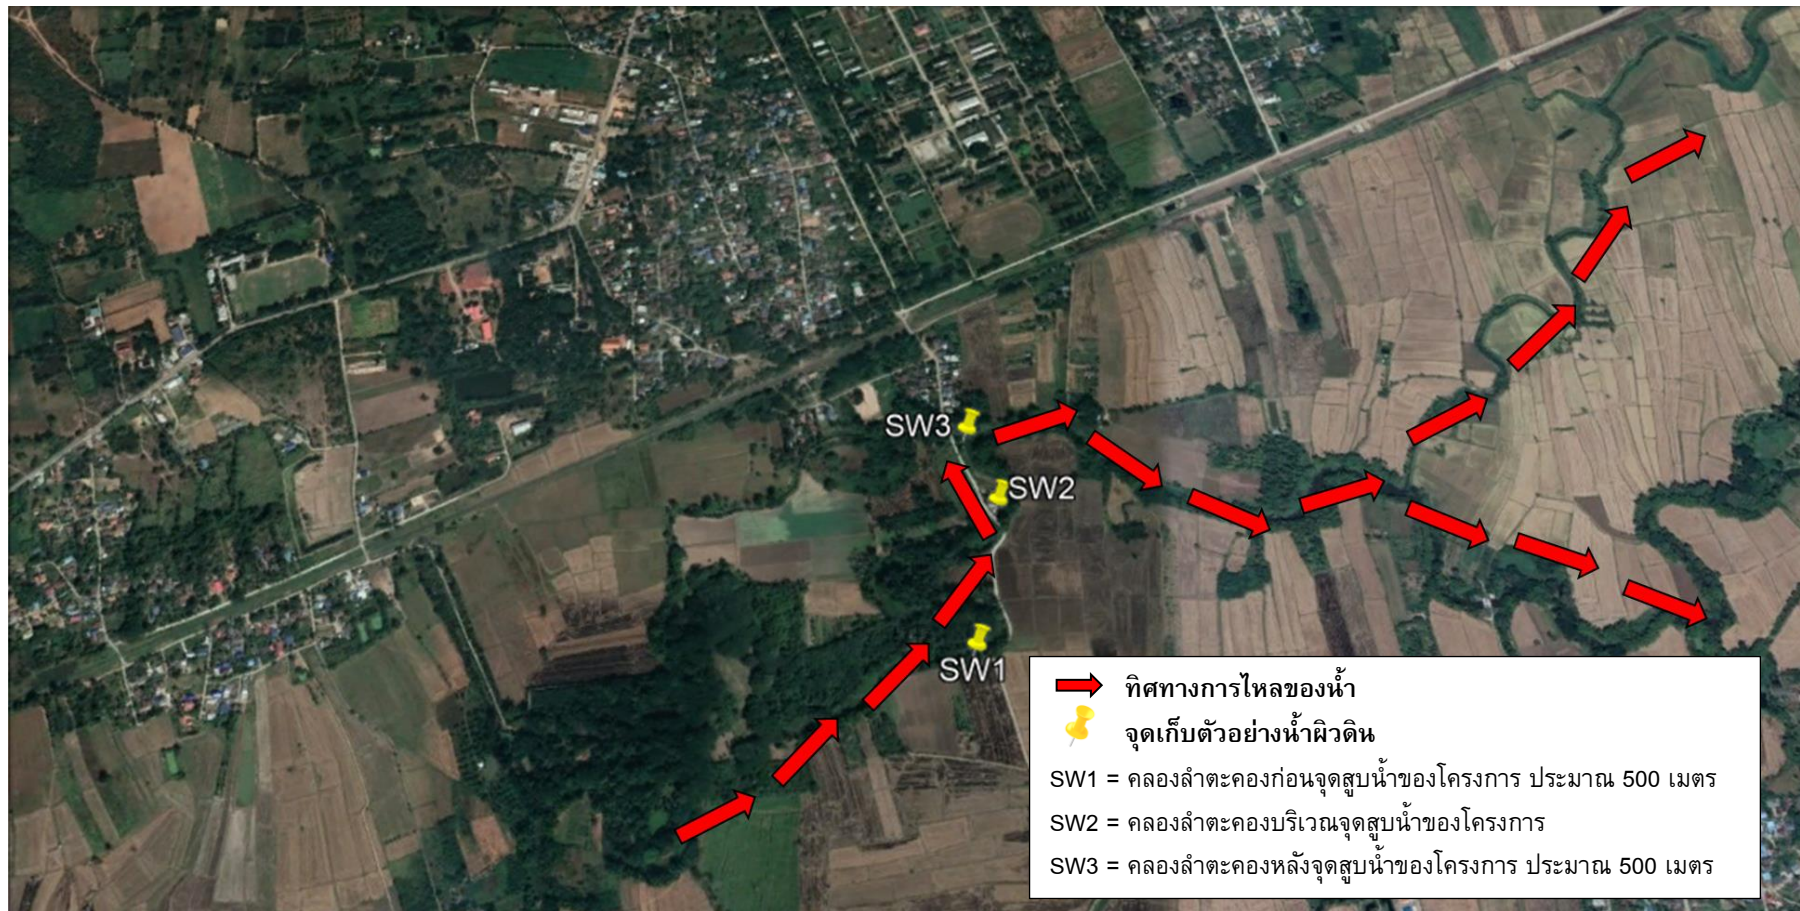 SW3
SW2
SW1
ทิศทางการไหลของน้ำ
จุดเก็บตัวอย่างน้ำผิวดิน
SW1 = คลองลำตะคองก่อนจุดสูบน้ำของโครงการ ประมาณ 500 เมตร
SW2 = คลองลำตะคองบริเวณจุดสูบน้ำของโครงการ
SW3 = คลองลำตะคองหลังจุดสูบน้ำของโครงการ ประมาณ 500 เมตร